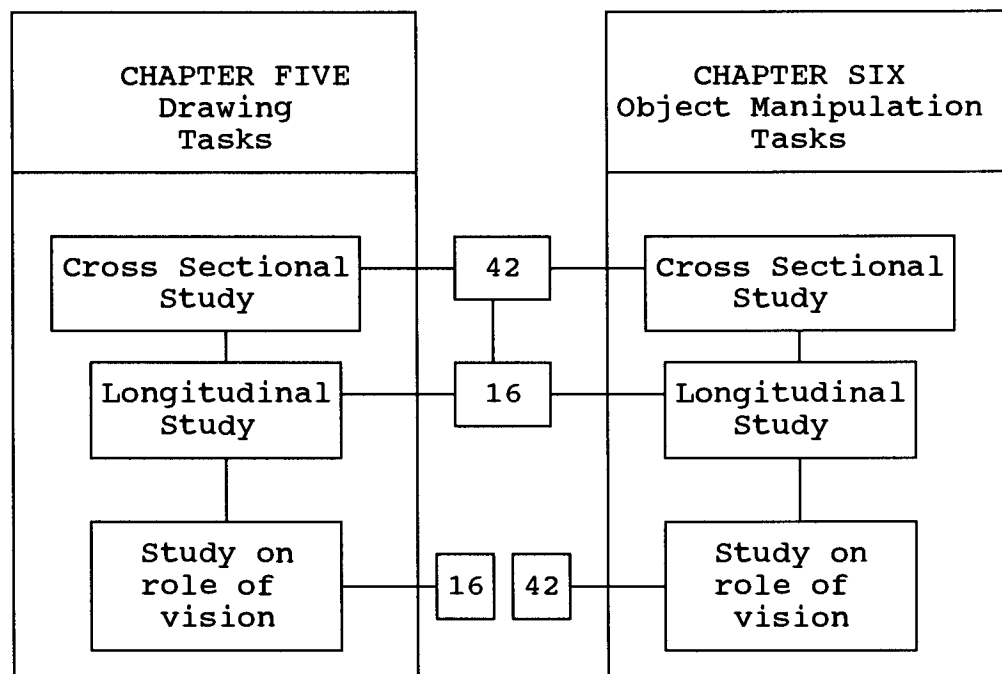 CHAPTER FIVE
Drawing
Tasks
CHAPTER SIX
Object Manipulation
Tasks
Cross Sectional
Study
42
Cross Sectional
Study
Longitudinal
Study
16
Longitudinal
Study
Study on
role of
vision
16
42
Study on
role of
vision